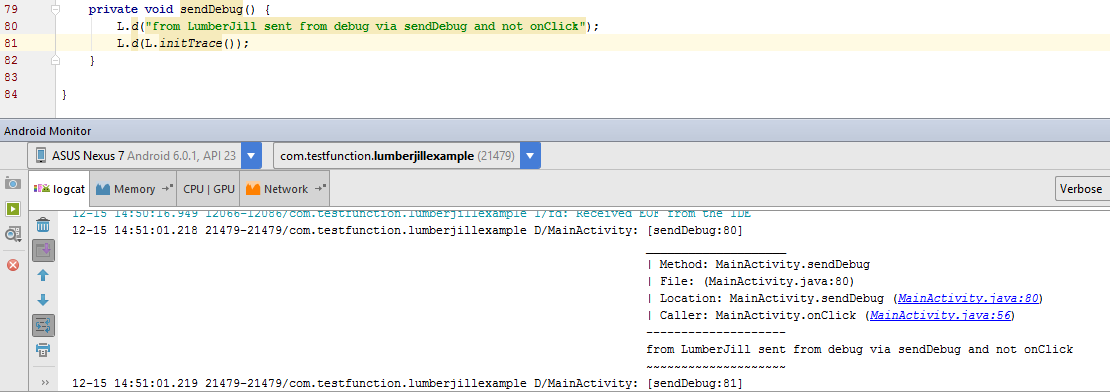 79 private void sendDebug() {
80 L.d("from LumberJill sent from debug via sendDebug and not onClick");
81 L.d(L.initTrace());
82 }
83
84 }
Android Monitor
ASUS Nexus 7 Android 6.0.1, API 23 com.testfunction.lumberjillexample (21479)
logcat Memory CPU | GPU Network Verbose
12-15 14:50:16.949 12066-12086/com.testfunction.lumberjillexample I/fd: Received EOF from the IDE
12-15 14:51:01.218 21479-21479/com.testfunction.lumberjillexample D/MainActivity: [sendDebug:80]
____________________
| Method: MainActivity.sendDebug
| File: (MainActivity.java:80)
| Location: MainActivity.sendDebug (MainActivity.java:80)
| Caller: MainActivity.onClick (MainActivity.java:56)
--------------------
from LumberJill sent from debug via sendDebug and not onClick
~~~~~~~~~~~~~~~~~~~~
12-15 14:51:01.219 21479-21479/com.testfunction.lumberjillexample D/MainActivity: [sendDebug:81]